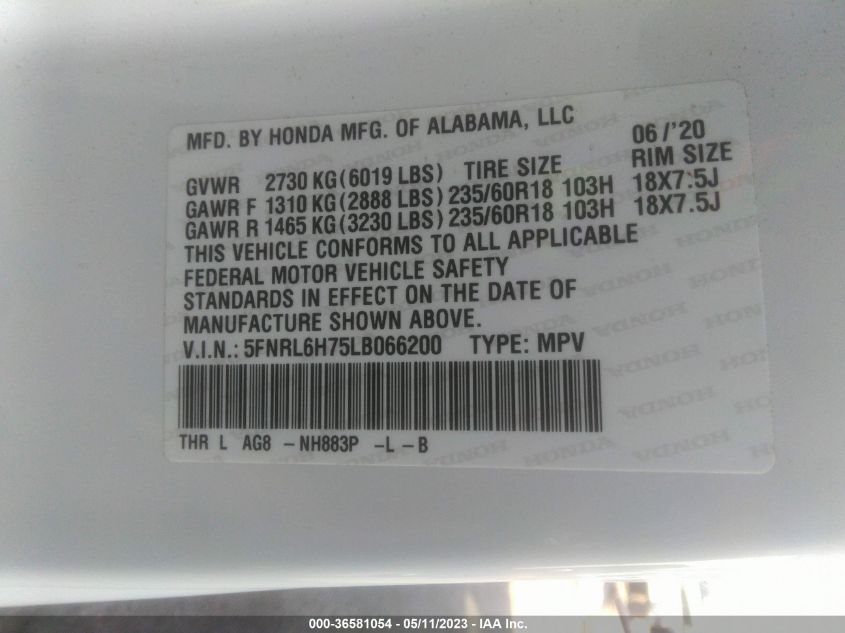 MFD. BY HONDA MFG. OF ALABAMA, LLC 06/'20
GVWR 2730 KG(6019 LBS) TIRE SIZE RIM SIZE
GAWR F 1310 KG(2888 LBS) 235/60R18 103H 18X7.5J
GAWR R 1465 KG(3230 LBS) 235/60R18 103H 18X7.5J
THIS VEHICLE CONFORMS TO ALL APPLICABLE
FEDERAL MOTOR VEHICLE SAFETY
STANDARDS IN EFFECT ON THE DATE OF
MANUFACTURE SHOWN ABOVE.
V.I.N.: 5FNRL6H75LB066200 TYPE: MPV
THR L AG8 -NH883P -L -B
000-36581054 - 05/11/2023 - IAA Inc.